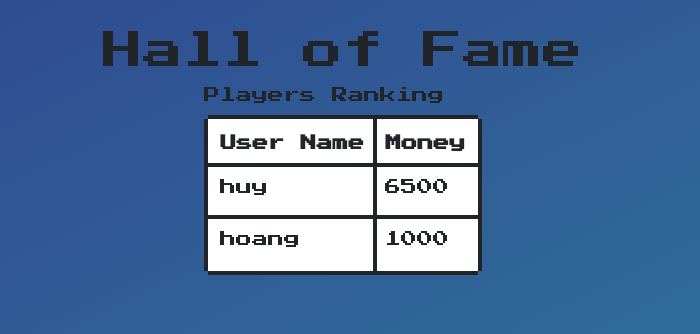 Hall of Fame
Players Ranking
User Name Money
huy 6500
hoang 1000